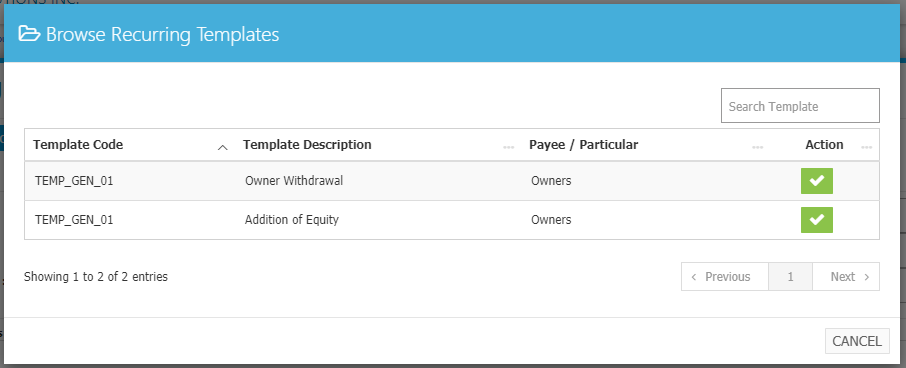 TIONS INC.
Browse Recurring Templates
Search Template
Template Code Template Description Payee / Particular Action
TEMP_GEN_01 Owner Withdrawal Owners
TEMP_GEN_01 Addition of Equity Owners
Showing 1 to 2 of 2 entries
‹ Previous 1 Next ›
CANCEL